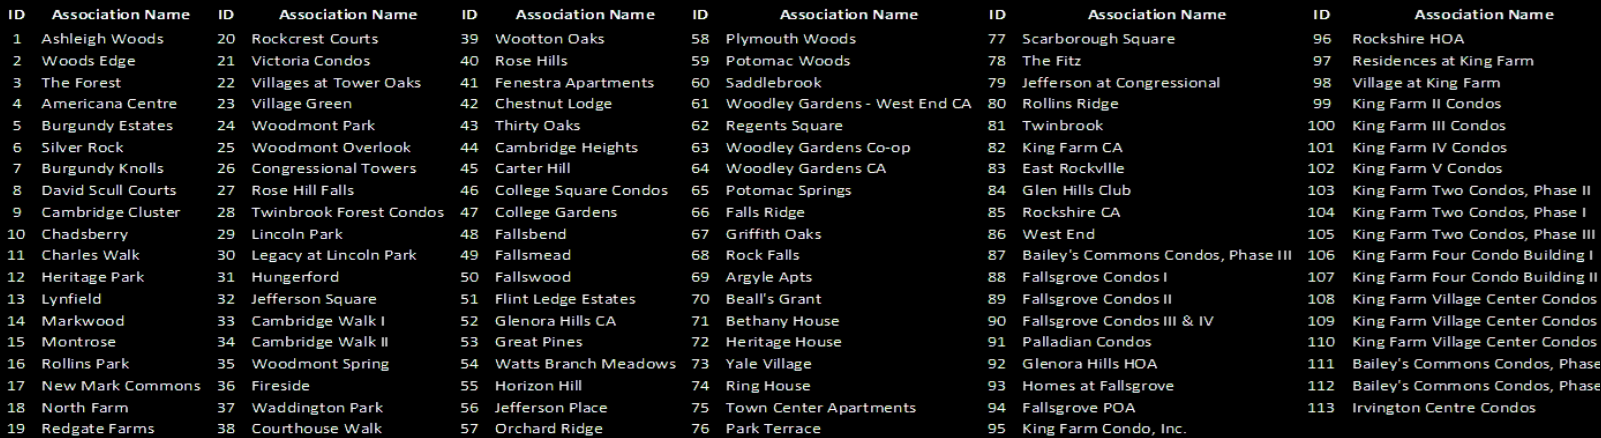 ID Association Name ID Association Name ID Association Name ID Association Name ID Association Name ID Association Name
1 Ashleigh Woods 20 Rockcrest Courts 39 Wootton Oaks 58 Plymouth Woods 77 Scarborough Square 96 Rockshire HOA
2 Woods Edge 21 Victoria Condos 40 Rose Hills 59 Potomac Woods 78 The Fitz 97 Residences at King Farm
3 The Forest 22 Villages at Tower Oaks 41 Fenestra Apartments 60 Saddlebrook 79 Jefferson at Congressional 98 Village at King Farm
4 Americana Centre 23 Village Green 42 Chestnut Lodge 61 Woodley Gardens - West End CA 80 Rollins Ridge 99 King Farm II Condos
5 Burgundy Estates 24 Woodmont Park 43 Thirty Oaks 62 Regents Square 81 Twinbrook 100 King Farm III Condos
6 Silver Rock 25 Woodmont Overlook 44 Cambridge Heights 63 Woodley Gardens Co-op 82 King Farm CA 101 King Farm IV Condos
7 Burgundy Knolls 26 Congressional Towers 45 Carter Hill 64 Woodley Gardens CA 83 East Rockvllle 102 King Farm V Condos
8 David Scull Courts 27 Rose Hill Falls 46 College Square Condos 65 Potomac Springs 84 Glen Hills Club 103 King Farm Two Condos, Phase II
9 Cambridge Cluster 28 Twinbrook Forest Condos 47 College Gardens 66 Falls Ridge 85 Rockshire CA 104 King Farm Two Condos, Phase I
10 Chadsberry 29 Lincoln Park 48 Fallsbend 67 Griffith Oaks 86 West End 105 King Farm Two Condos, Phase III
11 Charles Walk 30 Legacy at Lincoln Park 49 Fallsmead 68 Rock Falls 87 Bailey's Commons Condos, Phase III 106 King Farm Four Condo Building I
12 Heritage Park 31 Hungerford 50 Fallswood 69 Argyle Apts 88 Fallsgrove Condos I 107 King Farm Four Condo Building II
13 Lynfield 32 Jefferson Square 51 Flint Ledge Estates 70 Beall's Grant 89 Fallsgrove Condos II 108 King Farm Village Center Condos
14 Markwood 33 Cambridge Walk I 52 Glenora Hills CA 71 Bethany House 90 Fallsgrove Condos III & IV 109 King Farm Village Center Condos
15 Montrose 34 Cambridge Walk II 53 Great Pines 72 Heritage House 91 Palladian Condos 110 King Farm Village Center Condos
16 Rollins Park 35 Woodmont Spring 54 Watts Branch Meadows 73 Yale Village 92 Glenora Hills HOA 111 Bailey's Commons Condos, Phase
17 New Mark Commons 36 Fireside 55 Horizon Hill 74 Ring House 93 Homes at Fallsgrove 112 Bailey's Commons Condos, Phase
18 North Farm 37 Waddington Park 56 Jefferson Place 75 Town Center Apartments 94 Fallsgrove POA 113 Irvington Centre Condos
19 Redgate Farms 38 Courthouse Walk 57 Orchard Ridge 76 Park Terrace 95 King Farm Condo, Inc.